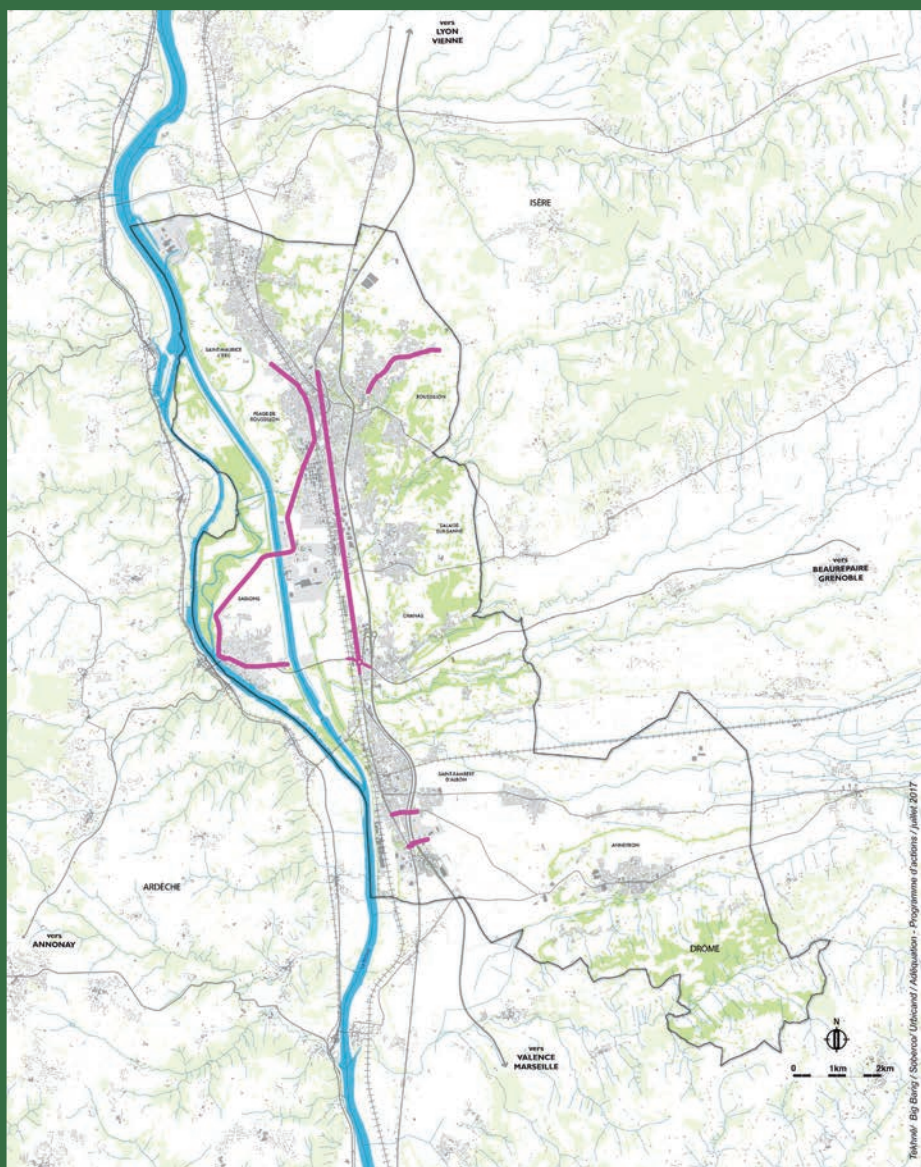 vers
LYON
VIENNE
ISÈRE
SAINT-MAURICE
L'EXIL
PEAGE DE
ROUSSILLON
ROUSSILLON
SALAISE
SUR SANNE
vers
BEAUREPAIRE
GRENOBLE
SABLONS
CHANAS
SAINT-RAMBERT
D'ALBON
ANNEYRON
ARDÈCHE
vers
ANNONAY
DRÔME
N
vers
VALENCE
MARSEILLE
0 1km 2km
Tekhnê/ Big Bang / Soberco/ Urbicand / Adéquation - Programme d'actions / juillet 2017